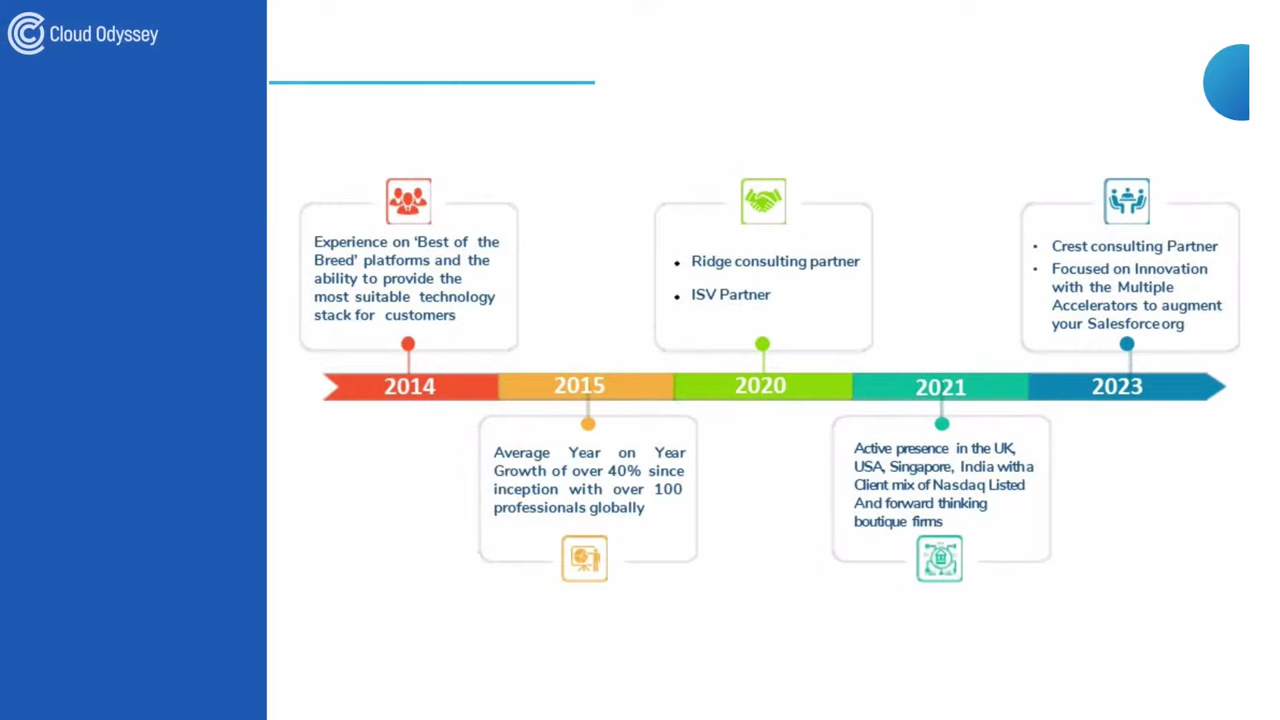 Cloud Odyssey
Experience on ‘Best of the
Breed’ platforms and the
ability to provide the
most suitable technology
stack for customers
• Ridge consulting partner
• ISV Partner
• Crest consulting Partner
• Focused on Innovation
with the Multiple
Accelerators to augment
your Salesforce org
2014
2015
2020
2021
2023
Average Year on Year
Growth of over 40% since
inception with over 100
professionals globally
Active presence in the UK,
USA, Singapore, India with a
Client mix of Nasdaq Listed
And forward thinking
boutique firms